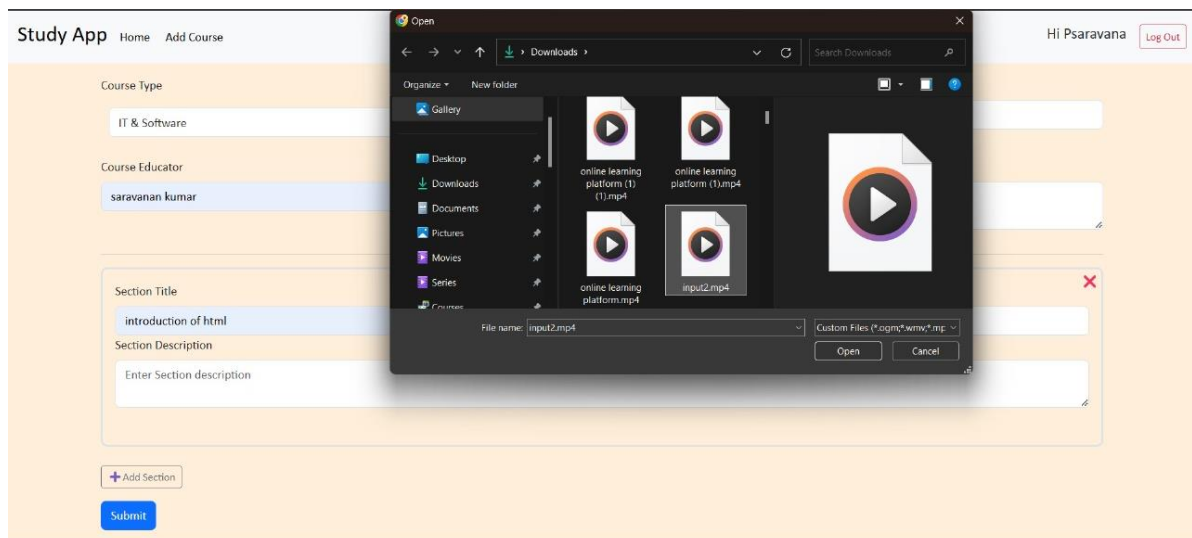 Study App Home Add Course
Hi Psaravana Log Out
Course Type
IT & Software
Course Educator
saravanan kumar
Section Title
introduction of html
Section Description
Enter Section description
Add Section
Submit
Open
Downloads
Search Downloads
Organize New folder
Gallery
Desktop
Downloads
Documents
Pictures
Movies
Series
Courses
online learning
platform (1)
(1).mp4
online learning
platform (1).mp4
online learning
platform.mp4
input2.mp4
File name: input2.mp4
Custom Files (*.ogm;*.wmv;*.mp
Open Cancel